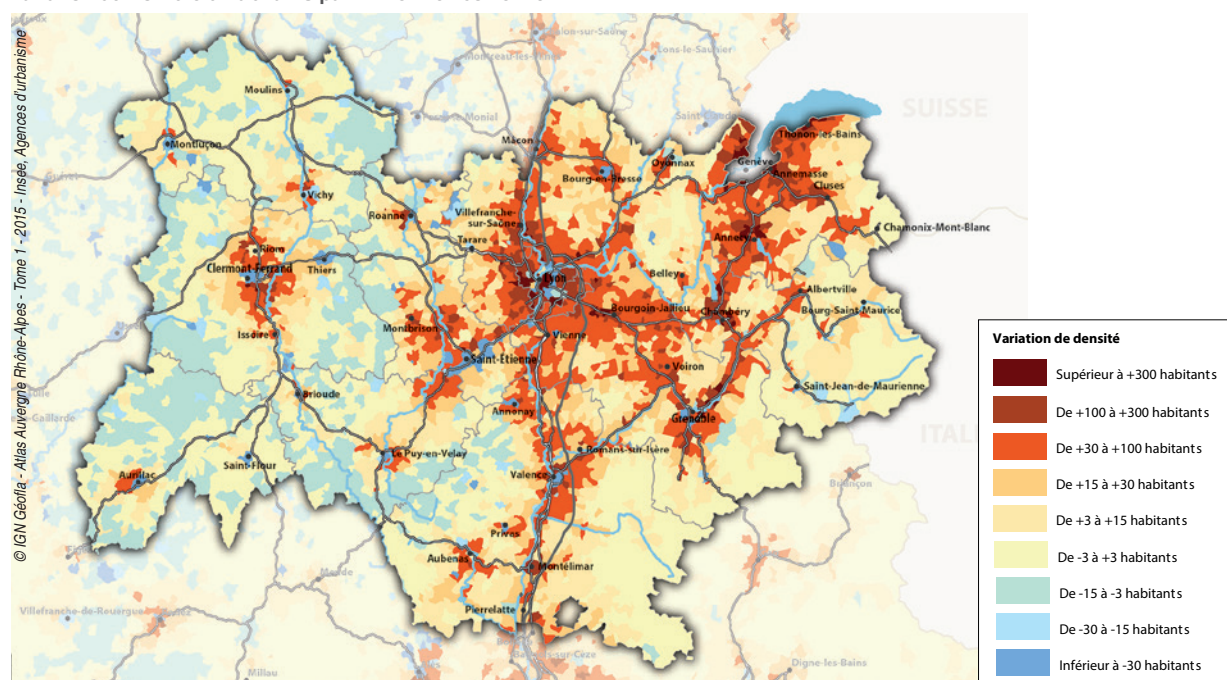 © IGN Géofla - Atlas Auvergne Rhône-Alpes - Tome 1 - 2015 - Insee, Agences d'urbanisme
SUISSE
Moulins
Mâcon
Thonon-les-Bains
Montluçon
Oyonnax
Genève
Annemasse
Bourg-en-Bresse
Cluses
Vichy
Roanne
Villefranche-
sur-Saône
Chamonix-Mont-Blanc
Annecy
Tarare
Riom
Clermont-Ferrand
Thiers
Lyon
Belley
Albertville
Bourg-Saint-Maurice
Bourgoin-Jallieu
Chambéry
Montbrison
Issoire
Vienne
Saint-Étienne
Voiron
Saint-Jean-de-Maurienne
Brioude
Annonay
Grenoble
ITALI
Le Puy-en-Velay
Romans-sur-Isère
Saint-Flour
Aurillac
Valence
Briançon
Privas
Aubenas
Montélimar
Mende
Pierrelatte
Villefranche-de-Rouergue
Millau
Digne-les-Bains
Lons-le-Saunier
Variation de densité
Supérieur à +300 habitants
De +100 à +300 habitants
De +30 à +100 habitants
De +15 à +30 habitants
De +3 à +15 habitants
De -3 à +3 habitants
De -15 à -3 habitants
De -30 à -15 habitants
Inférieur à -30 habitants